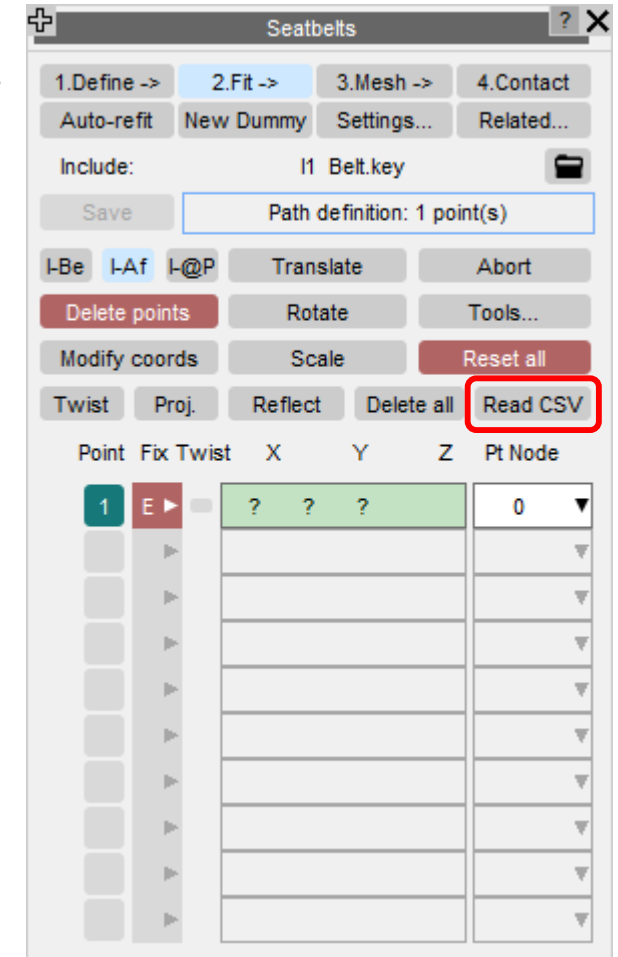 Seatbelts ?
1.Define -> 2.Fit -> 3.Mesh -> 4.Contact
Auto-refit New Dummy Settings... Related...
Include: I1 Belt.key
Save Path definition: 1 point(s)
I-Be I-Af I-@P Translate Abort
Delete points Rotate Tools...
Modify coords Scale Reset all
Twist Proj. Reflect Delete all Read CSV
Point Fix Twist X Y Z Pt Node
1 E ? ? ? 0